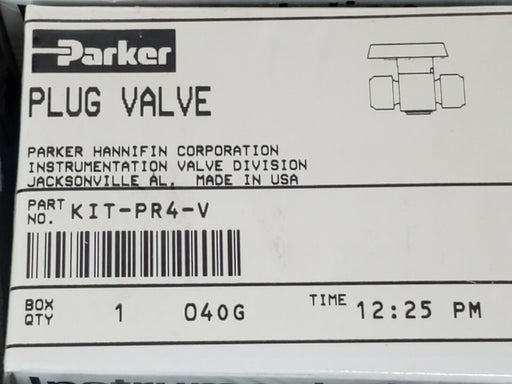 Parker
PLUG VALVE
PARKER HANNIFIN CORPORATION
INSTRUMENTATION VALVE DIVISION
JACKSONVILLE AL. MADE IN USA
PART NO. KIT-PR4-V
BOX QTY 1 040G TIME 12:25 PM